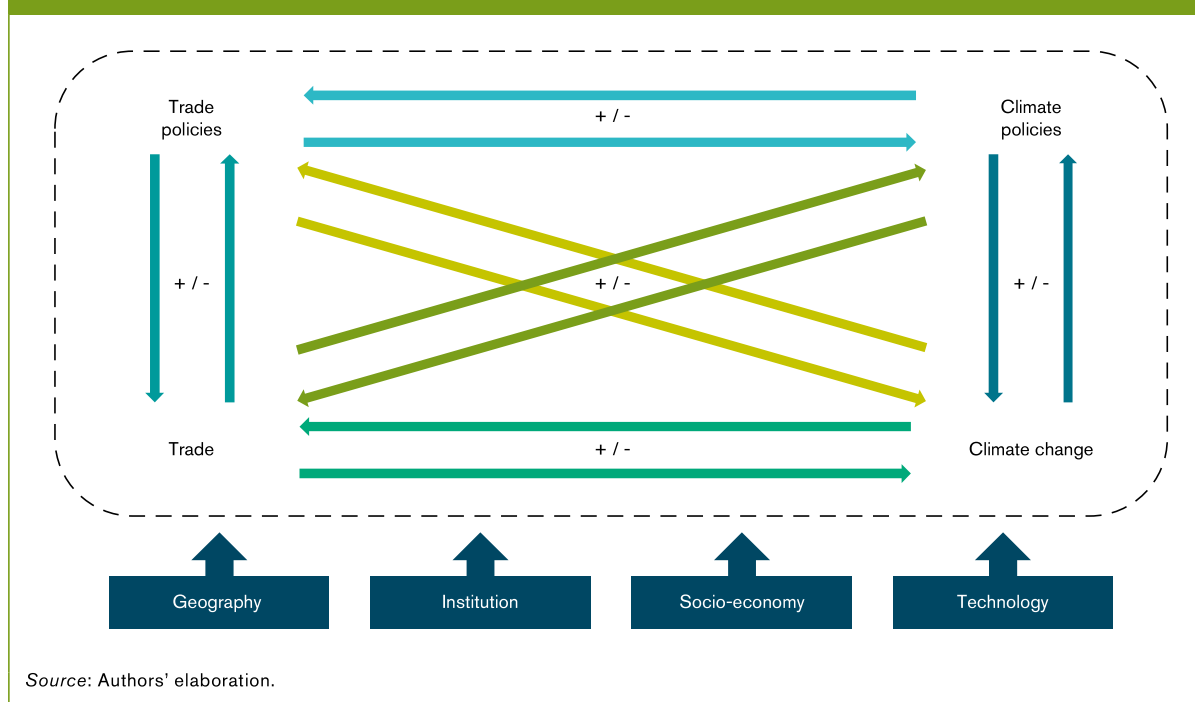 Trade
policies
+ / -
Climate
policies
+ / -
+ / -
+ / -
Trade
+ / -
Climate change
Geography
Institution
Socio-economy
Technology
Source: Authors’ elaboration.